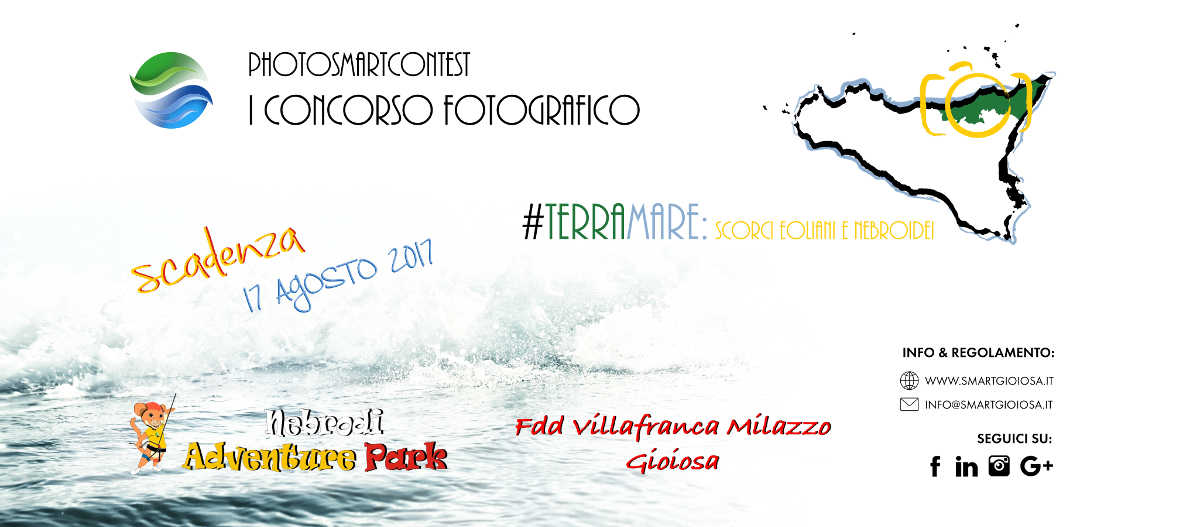 PHOTOSMARTCONTEST
I CONCORSO FOTOGRAFICO
#TERRAMARE: SCORCI EOLIANI E NEBROIDEI
Scadenza
17 AGOSTO 2017
INFO & REGOLAMENTO:
WWW.SMARTGIOIOSA.IT
INFO@SMARTGIOIOSA.IT
Nebrodi
Adventure Park
Fdd Villafranca Milazzo
Gioiosa
SEGUICI SU:
f in G+